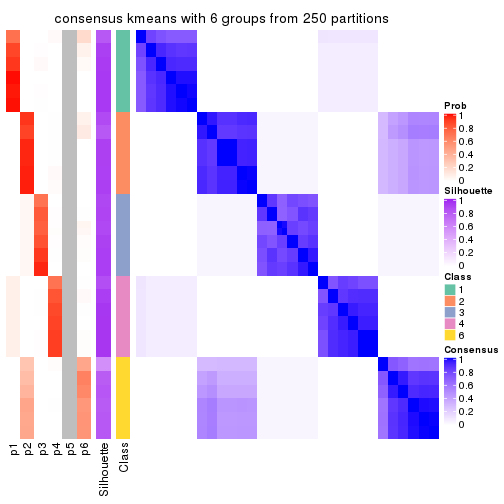 consensus kmeans with 6 groups from 250 partitions
Prob
1
0.8
0.6
0.4
0.2
0
Silhouette
1
0.8
0.6
0.4
0.2
0
Class
1
2
3
4
6
Consensus
1
0.8
0.6
0.4
0.2
0
p1
p2
p3
p4
p5
p6
Silhouette
Class